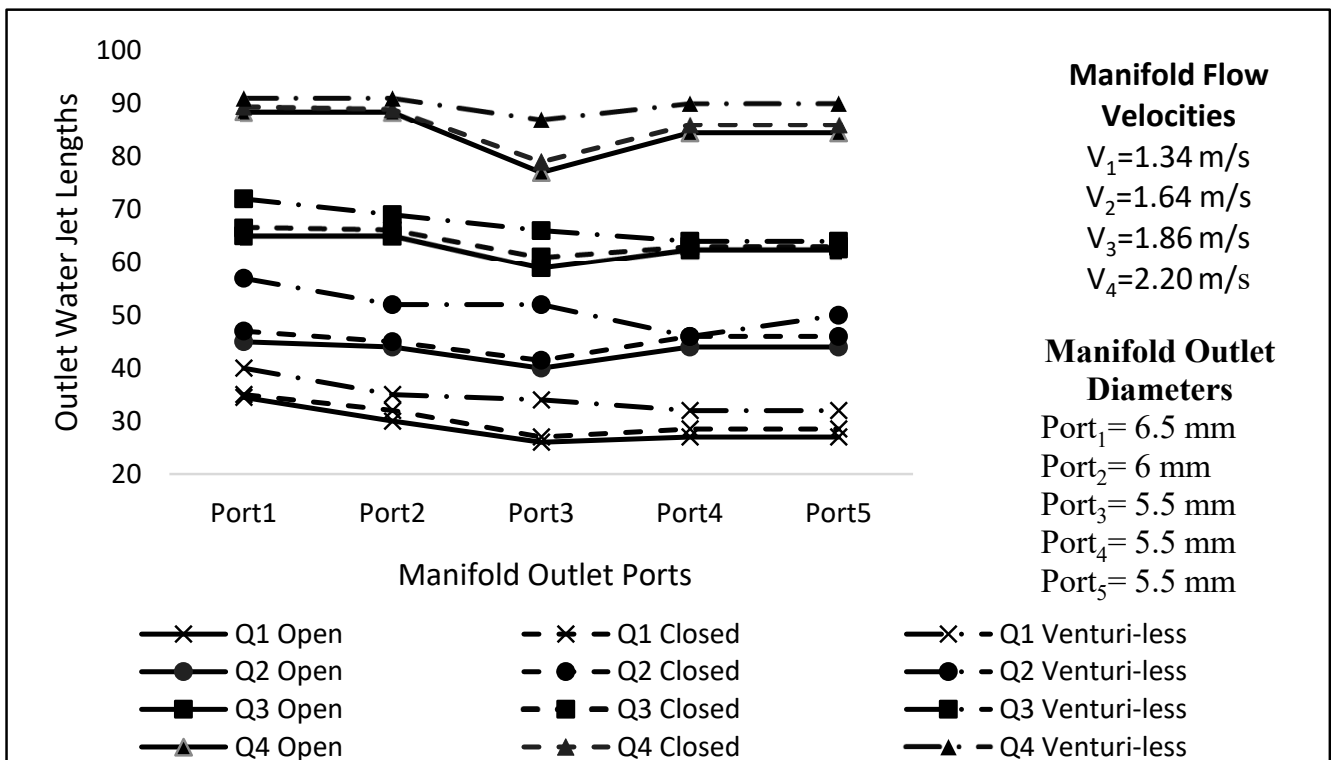 100
90
80
70
60
50
40
30
20
Outlet Water Jet Lengths
Port1 Port2 Port3 Port4 Port5
Manifold Outlet Ports
Manifold Flow
Velocities
V₁=1.34 m/s
V₂=1.64 m/s
V₃=1.86 m/s
V₄=2.20 m/s
Manifold Outlet
Diameters
Port₁= 6.5 mm
Port₂= 6 mm
Port₃= 5.5 mm
Port₄= 5.5 mm
Port₅= 5.5 mm
Q1 Open Q1 Closed Q1 Venturi-less
Q2 Open Q2 Closed Q2 Venturi-less
Q3 Open Q3 Closed Q3 Venturi-less
Q4 Open Q4 Closed Q4 Venturi-less